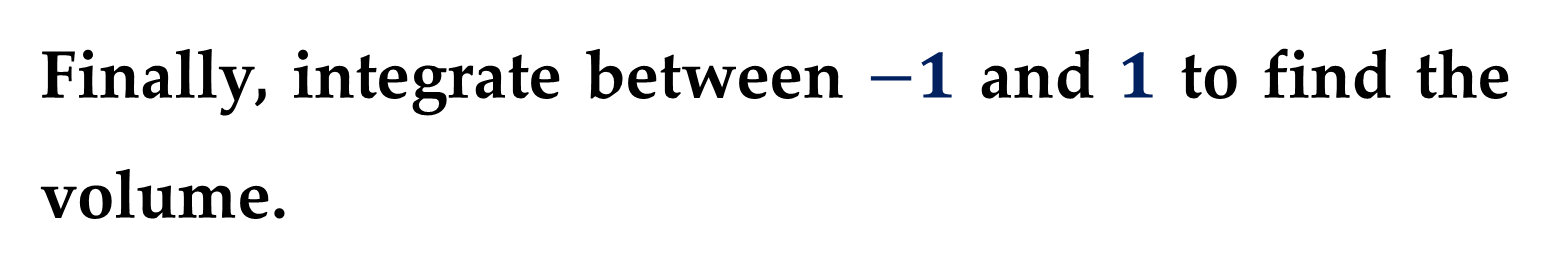 Finally, integrate between −1 and 1 to find the
volume.